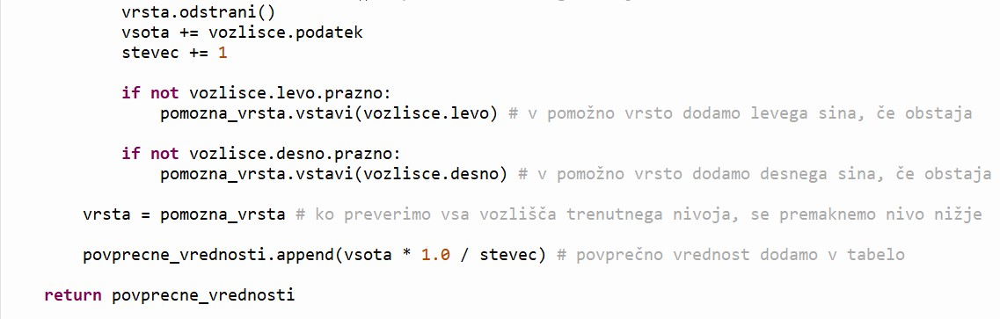 vrsta.odstrani()
vsota += vozlisce.podatek
stevec += 1
if not vozlisce.levo.prazno:
pomozna_vrsta.vstavi(vozlisce.levo) # v pomožno vrsto dodamo levega sina, če obstaja
if not vozlisce.desno.prazno:
pomozna_vrsta.vstavi(vozlisce.desno) # v pomožno vrsto dodamo desnega sina, če obstaja
vrsta = pomozna_vrsta # ko preverimo vsa vozlišča trenutnega nivoja, se premaknemo nivo nižje
povprecne_vrednosti.append(vsota * 1.0 / stevec) # povprečno vrednost dodamo v tabelo
return povprecne_vrednosti